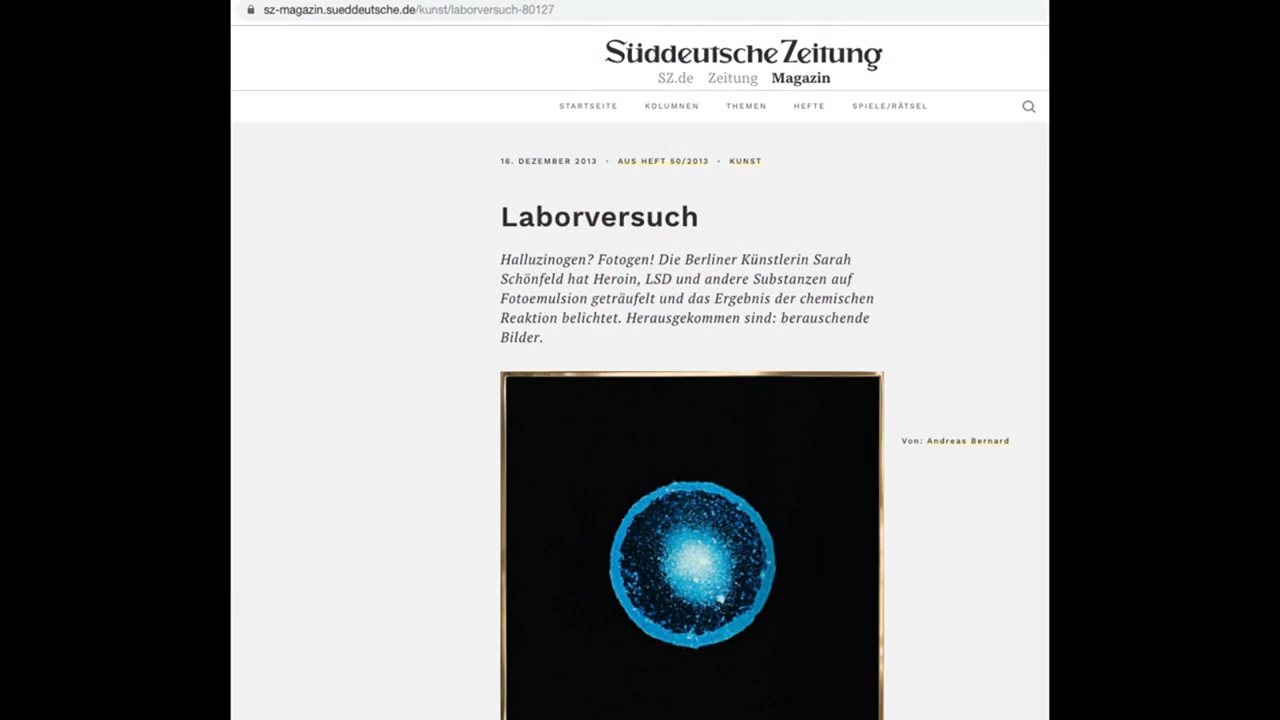 sz-magazin.sueddeutsche.de/kunst/laborversuch-80127
Süddeutsche Zeitung
SZ.de Zeitung Magazin
STARTSEITE KOLUMNEN THEMEN HEFTE SPIELE/RÄTSEL
16. DEZEMBER 2013 · AUS HEFT 50/2013 · KUNST
Laborversuch
Halluzinogen? Fotogen! Die Berliner Künstlerin Sarah
Schönfeld hat Heroin, LSD und andere Substanzen auf
Fotoemulsion geträufelt und das Ergebnis der chemischen
Reaktion belichtet. Herausgekommen sind: berauschende
Bilder.
Von: Andreas Bernard